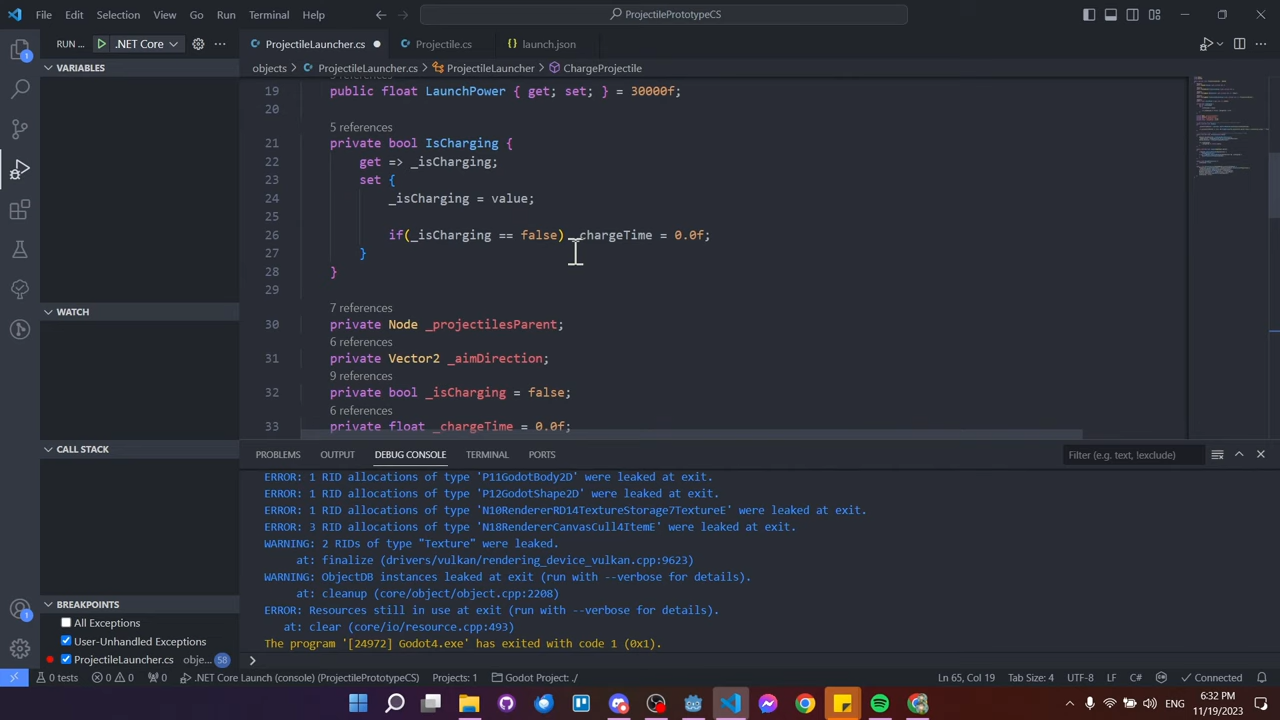 File Edit Selection View Go Run Terminal Help
ProjectilePrototypeCS
RUN ... .NET Core
ProjectileLauncher.cs Projectile.cs launch.json
objects > ProjectileLauncher.cs > ProjectileLauncher > ChargeProjectile
VARIABLES
19 public float LaunchPower { get; set; } = 30000f;
20
5 references
21 private bool IsCharging {
22 get => _isCharging;
23 set {
24 _isCharging = value;
25
26 if(_isCharging == false) _chargeTime = 0.0f;
27 }
28 }
29
7 references
30 private Node _projectilesParent;
6 references
31 private Vector2 _aimDirection;
9 references
32 private bool _isCharging = false;
6 references
33 private float _chargeTime = 0.0f;
WATCH
CALL STACK
BREAKPOINTS
All Exceptions
User-Unhandled Exceptions
ProjectileLauncher.cs obje... 58
PROBLEMS OUTPUT DEBUG CONSOLE TERMINAL PORTS
Filter (e.g. text, !exclude)
ERROR: 1 RID allocations of type 'P11GodotBody2D' were leaked at exit.
ERROR: 1 RID allocations of type 'P12GodotShape2D' were leaked at exit.
ERROR: 1 RID allocations of type 'N10RendererRD14TextureStorage7TextureE' were leaked at exit.
ERROR: 3 RID allocations of type 'N18RendererCanvasCull4ItemE' were leaked at exit.
WARNING: 2 RIDs of type "Texture" were leaked.
at: finalize (drivers/vulkan/rendering_device_vulkan.cpp:9623)
WARNING: ObjectDB instances leaked at exit (run with --verbose for details).
at: cleanup (core/object/object.cpp:2208)
ERROR: Resources still in use at exit (run with --verbose for details).
at: clear (core/io/resource.cpp:493)
The program '[24972] Godot4.exe' has exited with code 1 (0x1).
0 tests 0 0 0 .NET Core Launch (console) (ProjectilePrototypeCS) Projects: 1 Godot Project: ./ Ln 65, Col 19 Tab Size: 4 UTF-8 LF C# Connected
6:32 PM
11/19/2023